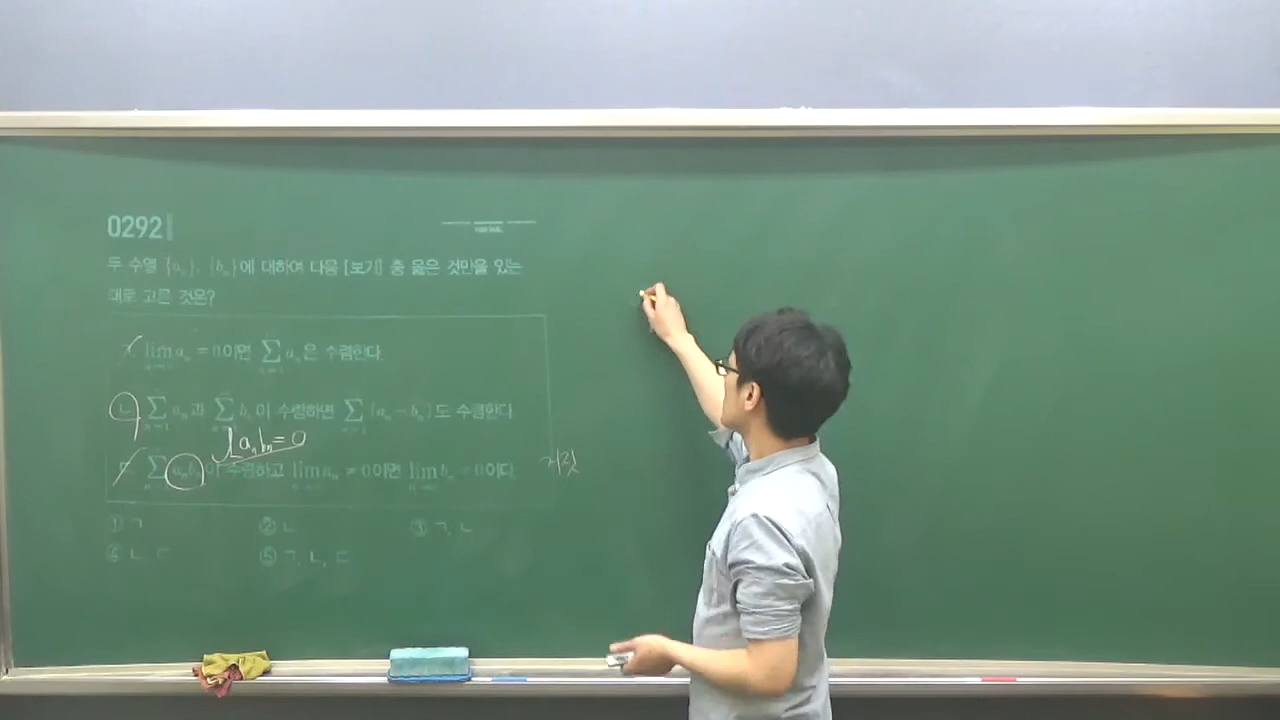 0292
NORMAL
두 수열 {aₙ}, {bₙ}에 대하여 다음 [보기] 중 옳은 것만을 있는
대로 고른 것은?
lim aₙ = 0이면 ∑ aₙ은 수렴한다.
ㄴ. ∑ aₙ과 ∑ bₙ이 수렴하면 ∑ (aₙ - bₙ)도 수렴한다.
l aₙbₙ = 0
ㄷ. ∑ aₙbₙ이 수렴하고 lim aₙ ≠ 0이면 lim bₙ = 0이다. 거짓
① ㄱ ② ㄴ ③ ㄱ, ㄴ
④ ㄴ, ㄷ ⑤ ㄱ, ㄴ, ㄷ